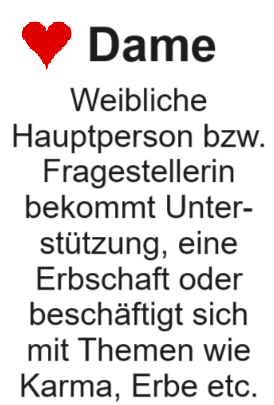 Dame
Weibliche
Hauptperson bzw.
Fragestellerin
bekommt Unter-
stützung, eine
Erbschaft oder
beschäftigt sich
mit Themen wie
Karma, Erbe etc.